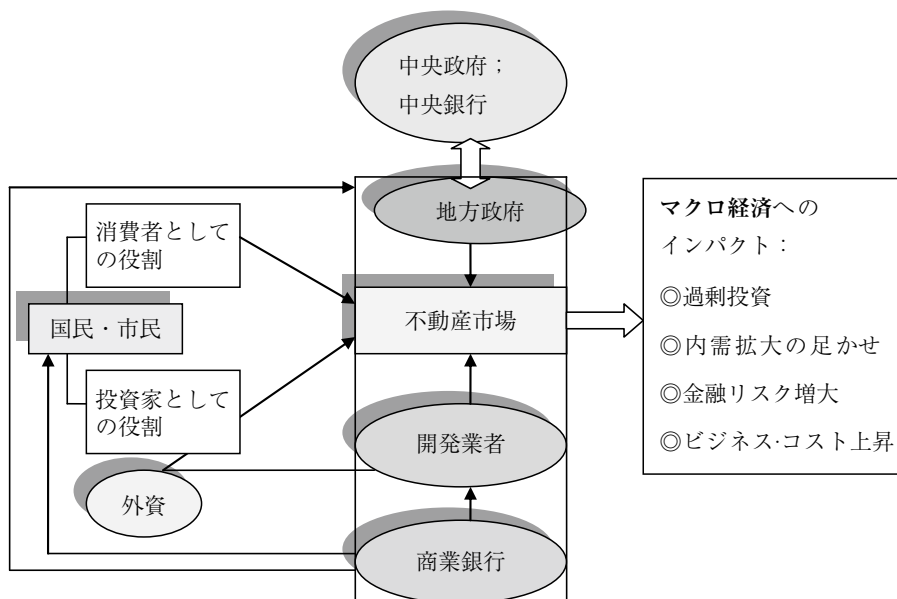 中央政府；
中央銀行
地方政府
消費者として
の役割
不動産市場
国民・市民
投資家として
の役割
開発業者
外資
商業銀行
マクロ経済への
インパクト：
◎過剰投資
◎内需拡大の足かせ
◎金融リスク増大
◎ビジネス・コスト上昇